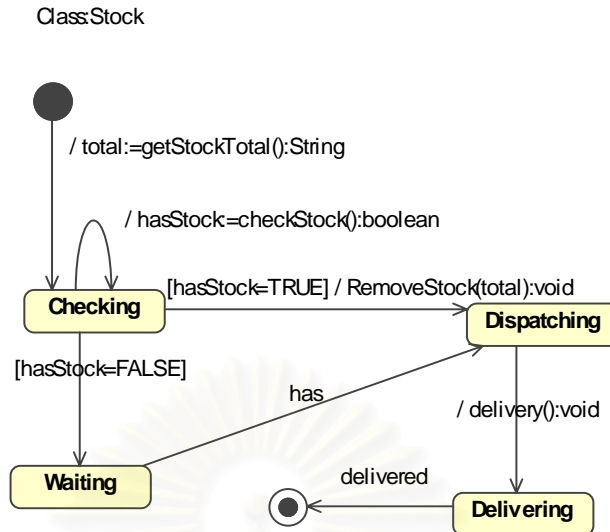 Class:Stock
/ total:=getStockTotal():String
/ hasStock:=checkStock():boolean
Checking
[hasStock=TRUE] / RemoveStock(total):void
Dispatching
[hasStock=FALSE]
has
/ delivery():void
Waiting
delivered
Delivering